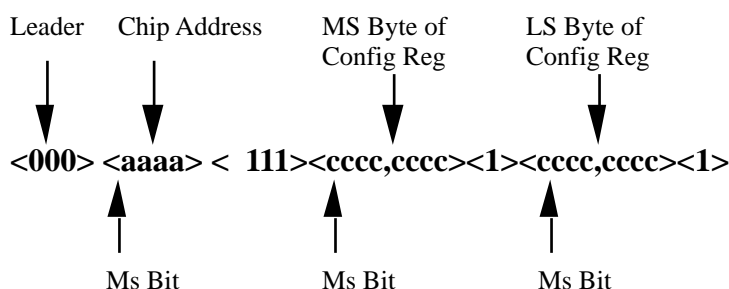 Leader Chip Address MS Byte of LS Byte of
Config Reg Config Reg
<000> <aaaa> < 111><cccc,cccc><1><cccc,cccc><1>
Ms Bit Ms Bit Ms Bit